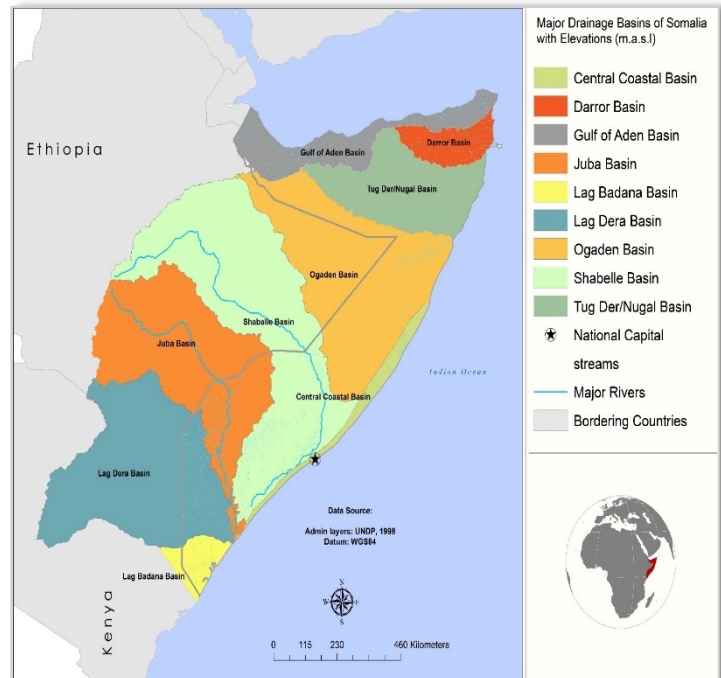 Major Drainage Basins of Somalia
with Elevations (m.a.s.l)
Central Coastal Basin
Darror Basin
Gulf of Aden Basin
Juba Basin
Lag Badana Basin
Lag Dera Basin
Ogaden Basin
Shabelle Basin
Tug Der/Nugal Basin
National Capital
streams
Major Rivers
Bordering Countries
Ethiopia
Gulf of Aden Basin
Darror Basin
Tug Der/Nugal Basin
Ogaden Basin
Shabelle Basin
Juba Basin
Indian Ocean
Central Coastal Basin
Lag Dera Basin
Data Source:
Admin layers: UNDP, 1998
Datum: WGS84
Lag Badana Basin
Kenya
N
W
E
S
0 115 230 460 Kilometers